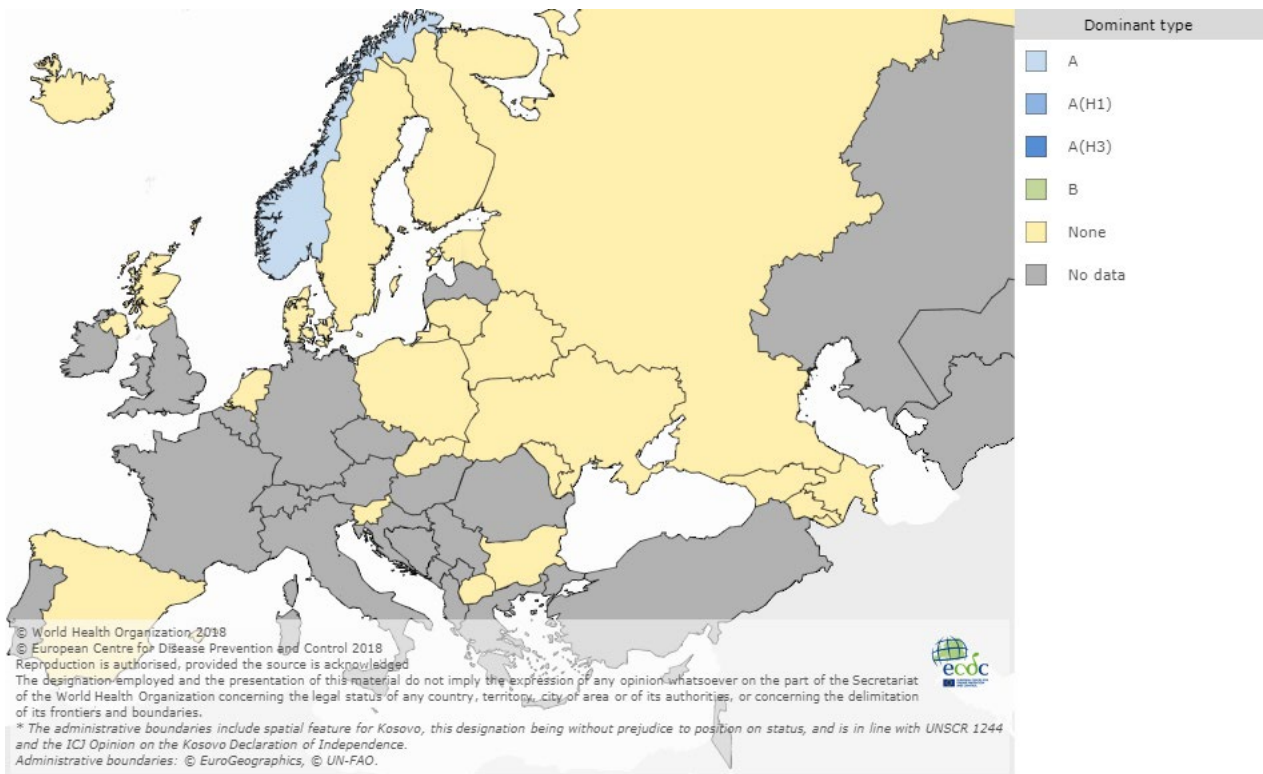 Dominant type
A
A(H1)
A(H3)
B
None
No data
© World Health Organization 2018
© European Centre for Disease Prevention and Control 2018
Reproduction is authorised, provided the source is acknowledged
The designation employed and the presentation of this material do not imply the expression of any opinion whatsoever on the part of the Secretariat
of the World Health Organization concerning the legal status of any country, territory, city of area or of its authorities, or concerning the delimitation
of its frontiers and boundaries.
* The administrative boundaries include spatial feature for Kosovo, this designation being without prejudice to position on status, and is in line with UNSCR 1244
and the ICJ Opinion on the Kosovo Declaration of Independence.
Administrative boundaries: © EuroGeographics, © UN-FAO.
ecdc